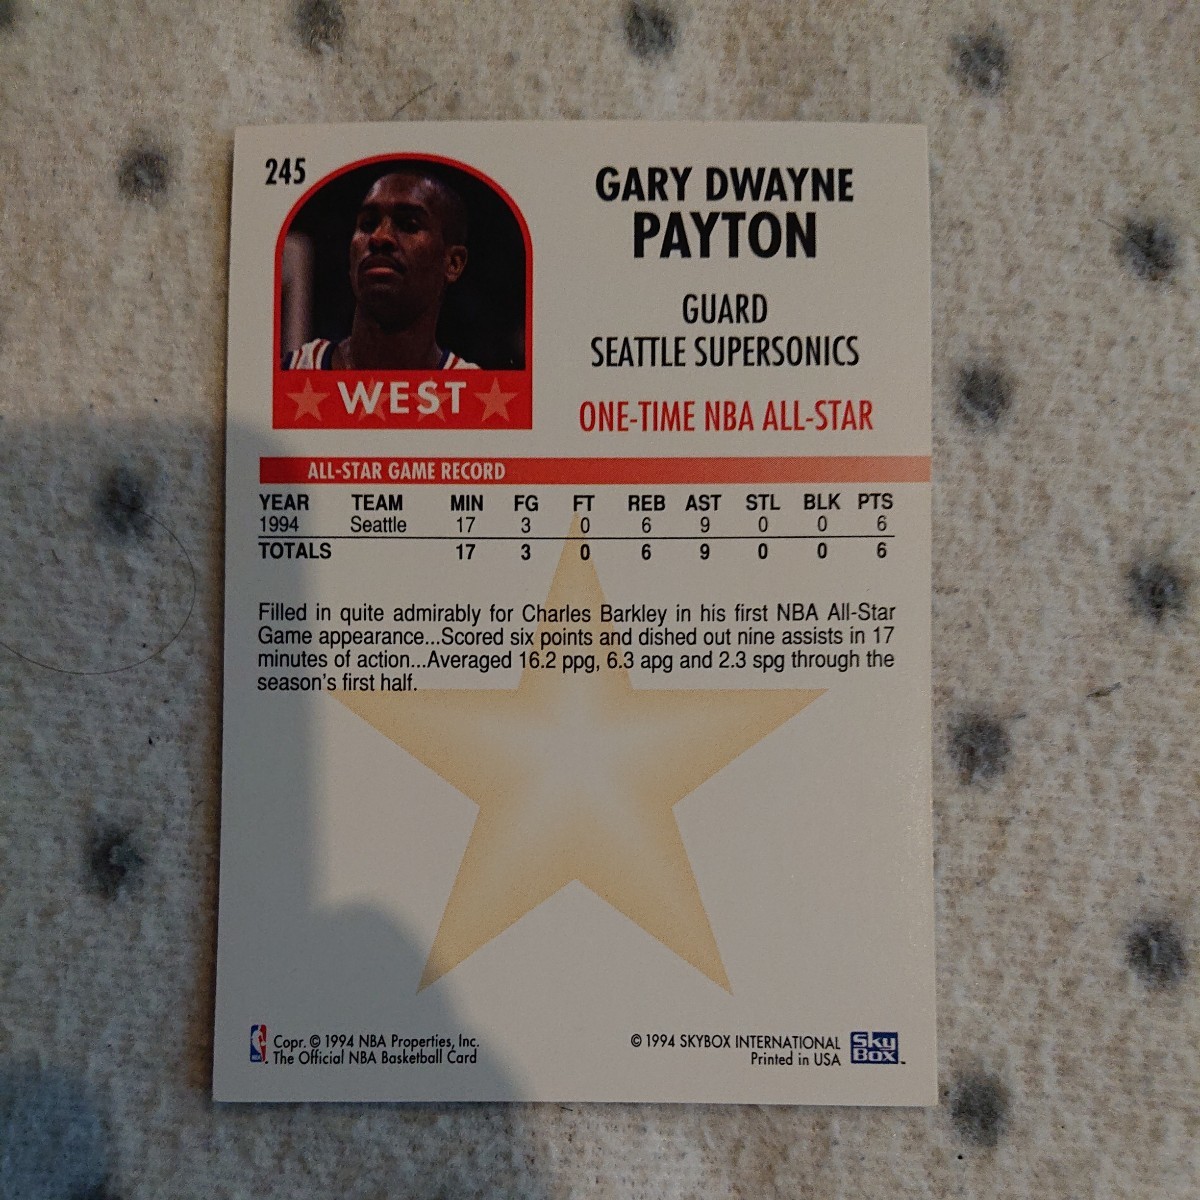 245
GARY DWAYNE
PAYTON
GUARD
SEATTLE SUPERSONICS
WEST
ONE-TIME NBA ALL-STAR
ALL-STAR GAME RECORD
YEAR TEAM MIN FG FT REB AST STL BLK PTS
1994 Seattle 17 3 0 6 9 0 0 6
TOTALS 17 3 0 6 9 0 0 6
Filled in quite admirably for Charles Barkley in his first NBA All-Star
Game appearance...Scored six points and dished out nine assists in 17
minutes of action...Averaged 16.2 ppg, 6.3 apg and 2.3 spg through the
season's first half.
Copr. © 1994 NBA Properties, Inc.
The Official NBA Basketball Card
© 1994 SKYBOX INTERNATIONAL
Printed in USA
SkyBox™